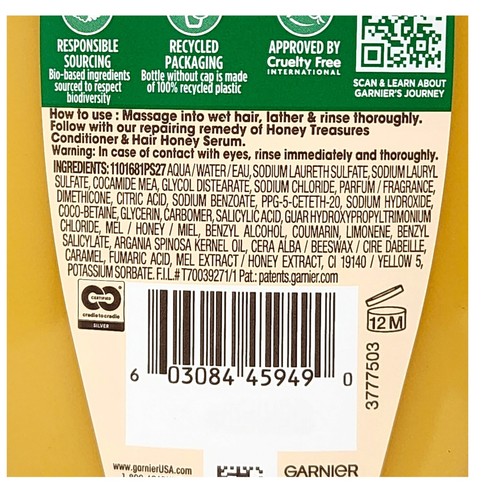 RESPONSIBLE
SOURCING
Bio-based ingredients
sourced to respect
biodiversity
RECYCLED
PACKAGING
Bottle without cap is made
of 100% recycled plastic
APPROVED BY
Cruelty Free
INTERNATIONAL
SCAN & LEARN ABOUT
GARNIER'S JOURNEY
How to use : Massage into wet hair, lather & rinse thoroughly.
Follow with our repairing remedy of Honey Treasures
Conditioner & Hair Honey Serum.
Warning: In case of contact with eyes, rinse immediately and thoroughly.
INGREDIENTS: 1101681PS27 AQUA / WATER / EAU, SODIUM LAURETH SULFATE, SODIUM LAURYL
SULFATE, COCAMIDE MEA, GLYCOL DISTEARATE, SODIUM CHLORIDE, PARFUM / FRAGRANCE,
DIMETHICONE, CITRIC ACID, SODIUM BENZOATE, PPG-5-CETETH-20, SODIUM HYDROXIDE,
COCO-BETAINE, GLYCERIN, CARBOMER, SALICYLIC ACID, GUAR HYDROXYPROPYLTRIMONIUM
CHLORIDE, MEL / HONEY / MIEL, BENZYL ALCOHOL, COUMARIN, LIMONENE, BENZYL
SALICYLATE, ARGANIA SPINOSA KERNEL OIL, CERA ALBA / BEESWAX / CIRE DABEILLE,
CARAMEL, FUMARIC ACID, MEL EXTRACT / HONEY EXTRACT, CI 19140 / YELLOW 5,
POTASSIUM SORBATE. F.I.L.# T70039271/1 Pat.: patents.garnier.com
CERTIFIED
cradletocradle
SILVER
12 M
6 03084 45949 0
3777503
www.garnierUSA.com
GARNIER